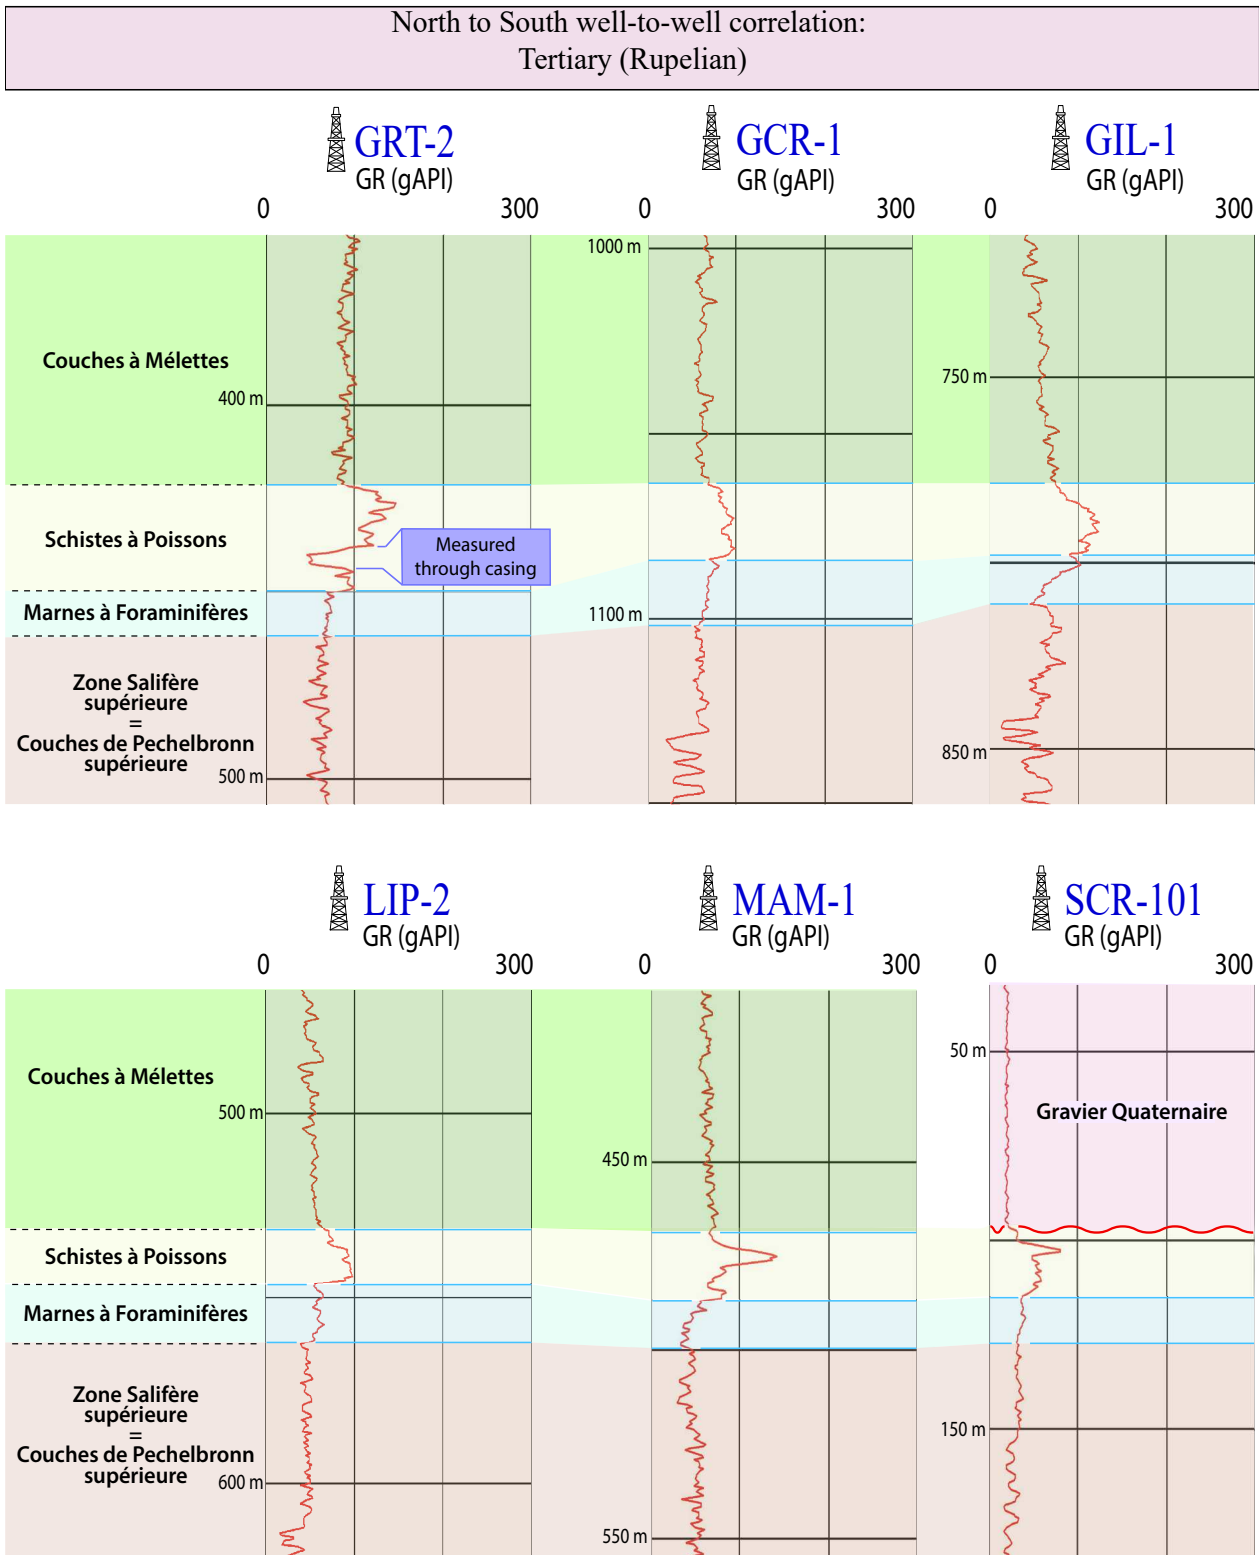 North to South well-to-well correlation:
Tertiary (Rupelian)
GRT-2
GR (gAPI)
0
300
GCR-1
GR (gAPI)
0
300
GIL-1
GR (gAPI)
0
300
1000 m
Couches à Mélettes
750 m
400 m
Schistes à Poissons
Measured
through casing
Marnes à Foraminifères
1100 m
Zone Salifère
supérieure
=
Couches de Pechelbronn
supérieure
850 m
500 m
LIP-2
GR (gAPI)
0
300
MAM-1
GR (gAPI)
0
300
SCR-101
GR (gAPI)
0
300
50 m
Couches à Mélettes
500 m
Gravier Quaternaire
450 m
Schistes à Poissons
Marnes à Foraminifères
Zone Salifère
supérieure
=
Couches de Pechelbronn
supérieure
150 m
600 m
550 m